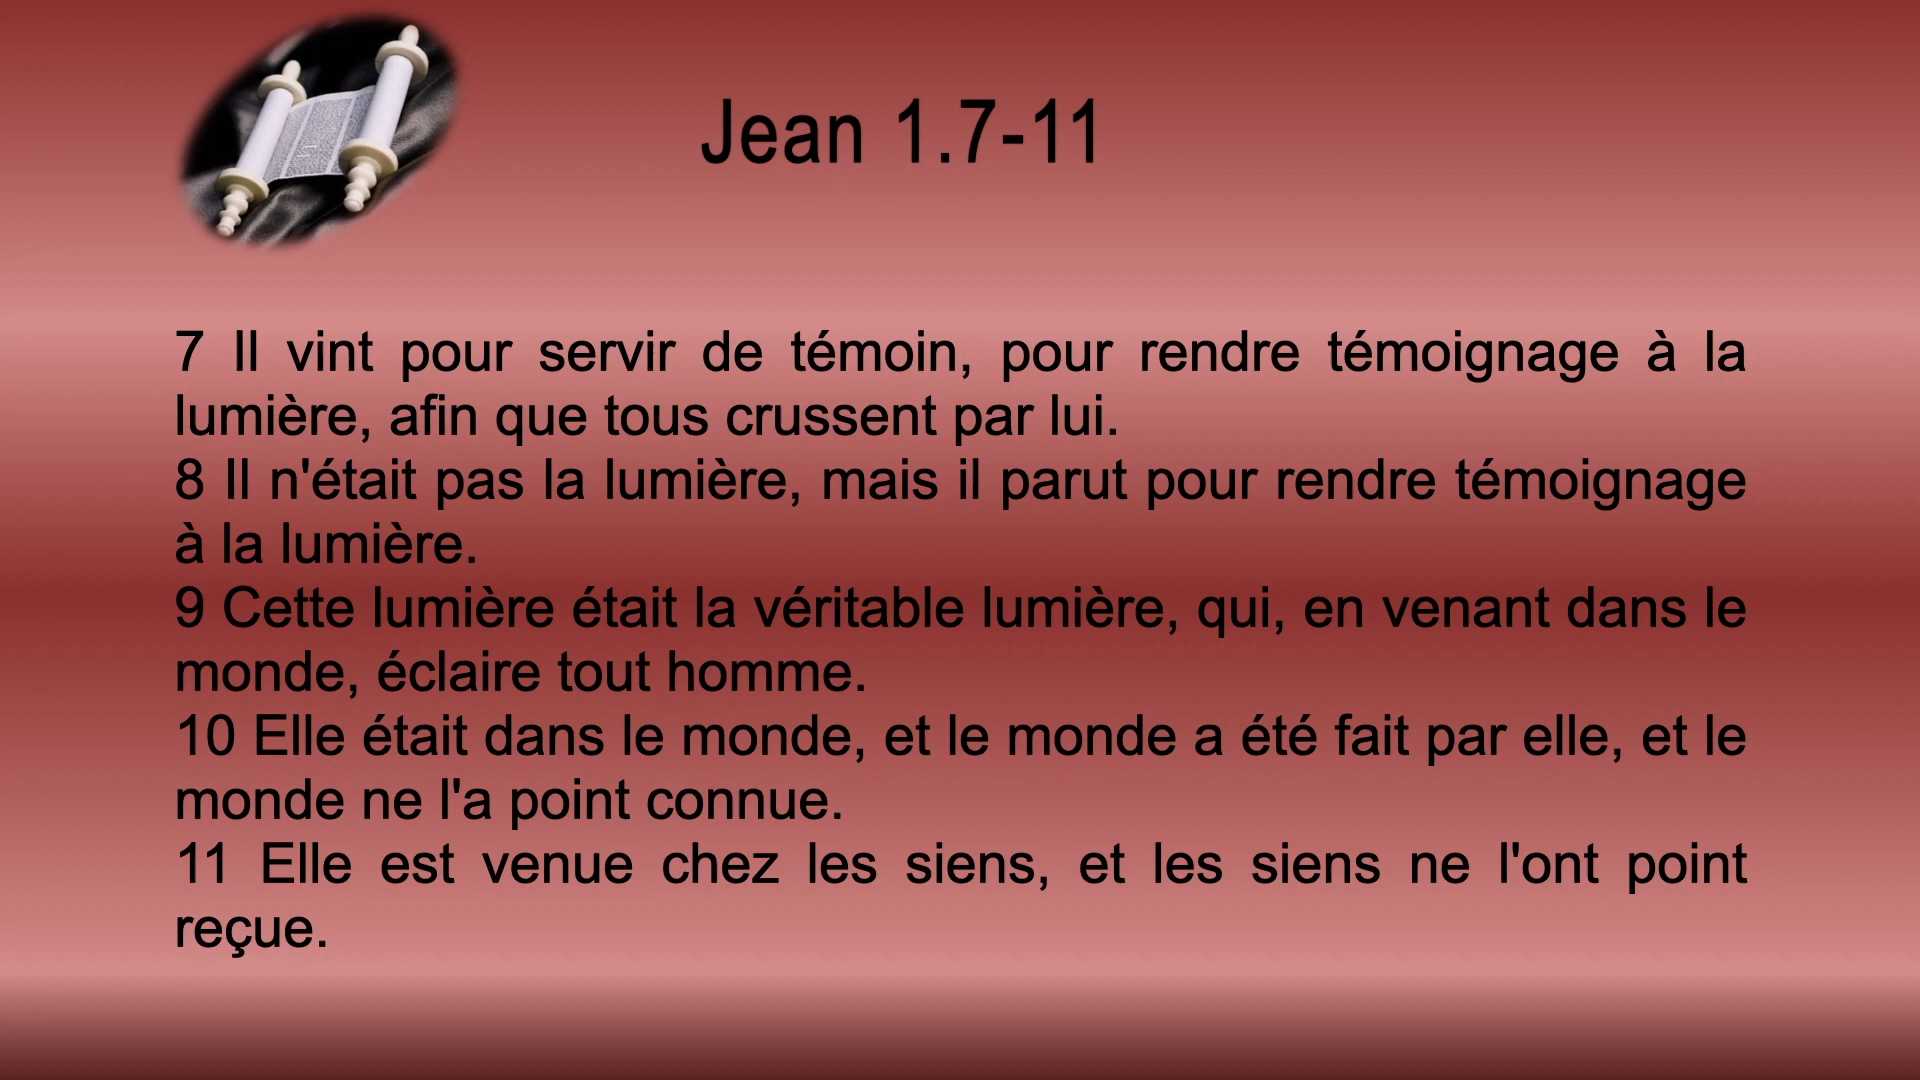 Jean 1.7-11
7 Il vint pour servir de témoin, pour rendre témoignage à la
lumière, afin que tous crussent par lui.
8 Il n'était pas la lumière, mais il parut pour rendre témoignage
à la lumière.
9 Cette lumière était la véritable lumière, qui, en venant dans le
monde, éclaire tout homme.
10 Elle était dans le monde, et le monde a été fait par elle, et le
monde ne l'a point connue.
11 Elle est venue chez les siens, et les siens ne l'ont point
reçue.